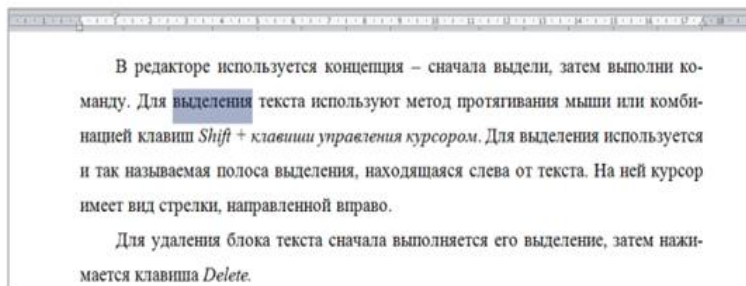 В редакторе используется концепция – сначала выдели, затем выполни ко-
манду. Для выделения текста используют метод протягивания мыши или комби-
нацией клавиш Shift + клавиши управления курсором. Для выделения используется
и так называемая полоса выделения, находящаяся слева от текста. На ней курсор
имеет вид стрелки, направленной вправо.
Для удаления блока текста сначала выполняется его выделение, затем нажи-
мается клавиша Delete.